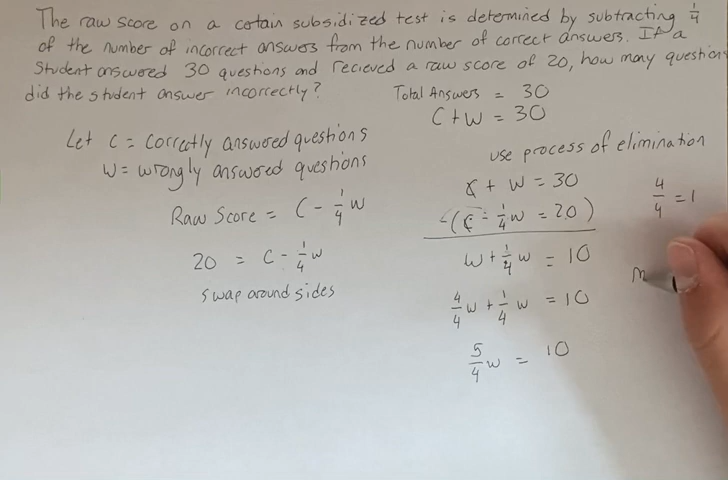 The raw score on a certain subsidized test is determined by subtracting 1/4
of the number of incorrect answers from the number of correct answers. If a
student answered 30 questions and recieved a raw score of 20, how many questions
did the student answer incorrectly?
Total Answers = 30
C + W = 30
Let C = correctly answered questions
W = wrongly answered questions
Raw Score = C - 1/4 W
20 = C - 1/4 W
swap around sides
use process of elimination
C + W = 30
-(C - 1/4 W = 20)
W + 1/4 W = 10
4/4 W + 1/4 W = 10
5/4 W = 10
4/4 = 1